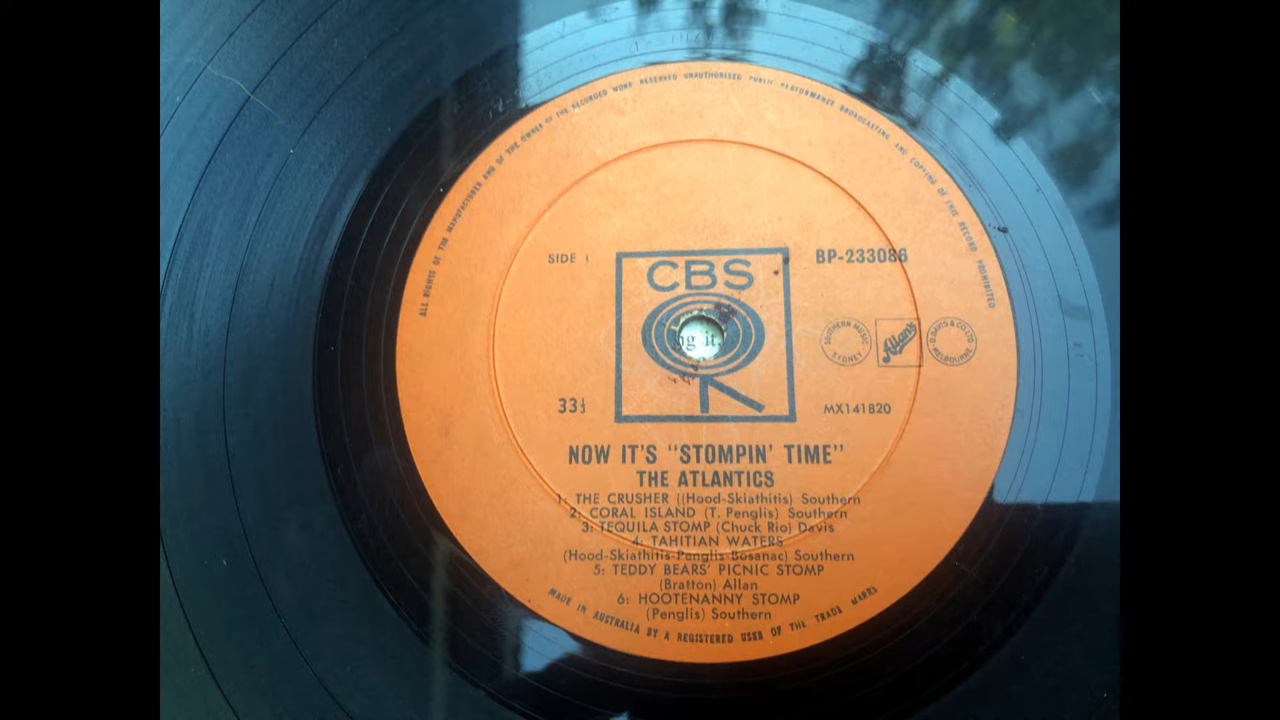 ALL RIGHTS OF THE MANUFACTURER AND OF THE OWNER OF THE RECORDED WORK RESERVED UNAUTHORISED PUBLIC PERFORMANCE BROADCASTING AND COPYING OF THIS RECORD PROHIBITED
SIDE 1
CBS
BP-233086
ng it.
SOUTHERN MUSIC SYDNEY
Allan's
D.DAVIS & CO LTD MELBOURNE
33⅓
MX141820
NOW IT'S "STOMPIN' TIME"
THE ATLANTICS
1: THE CRUSHER ((Hood-Skiathitis) Southern
2: CORAL ISLAND (T. Penglis) Southern
3: TEQUILA STOMP (Chuck Rio) Davis
4: TAHITIAN WATERS
(Hood-Skiathitis-Penglis-Bosanac) Southern
5: TEDDY BEARS' PICNIC STOMP
(Bratton) Allan
6: HOOTENANNY STOMP
(Penglis) Southern
MADE IN AUSTRALIA BY A REGISTERED USER OF THE TRADE MARKS